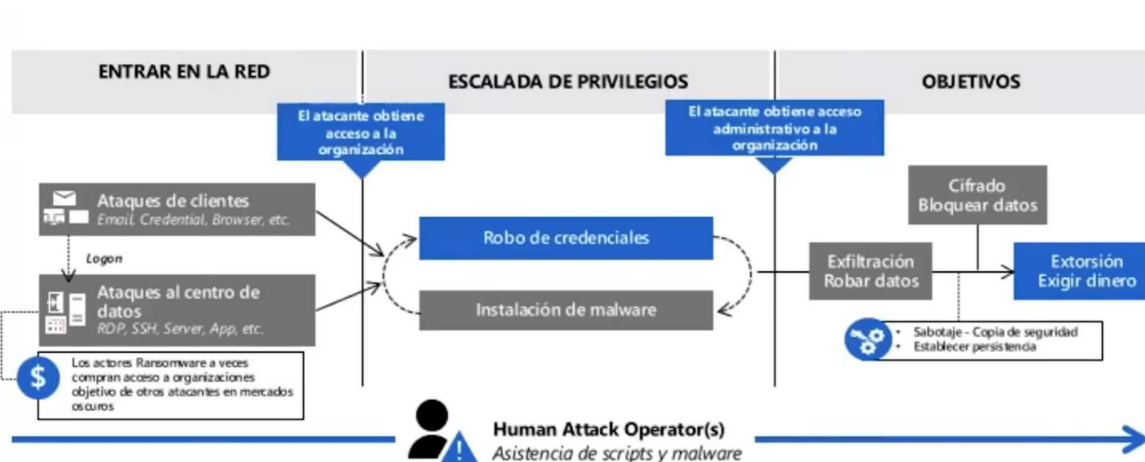 ENTRAR EN LA RED
ESCALADA DE PRIVILEGIOS
OBJETIVOS
El atacante obtiene
acceso a la
organización
El atacante obtiene acceso
administrativo a la
organización
Ataques de clientes
Email, Credential, Browser, etc.
Logon
Ataques al centro de
datos
RDP, SSH, Server, App, etc.
$
Los actores Ransomware a veces
compran acceso a organizaciones
objetivo de otros atacantes en mercados
oscuros
Robo de credenciales
Instalación de malware
Cifrado
Bloquear datos
Exfiltración
Robar datos
Extorsión
Exigir dinero
• Sabotaje - Copia de seguridad
• Establecer persistencia
!
Human Attack Operator(s)
Asistencia de scripts y malware